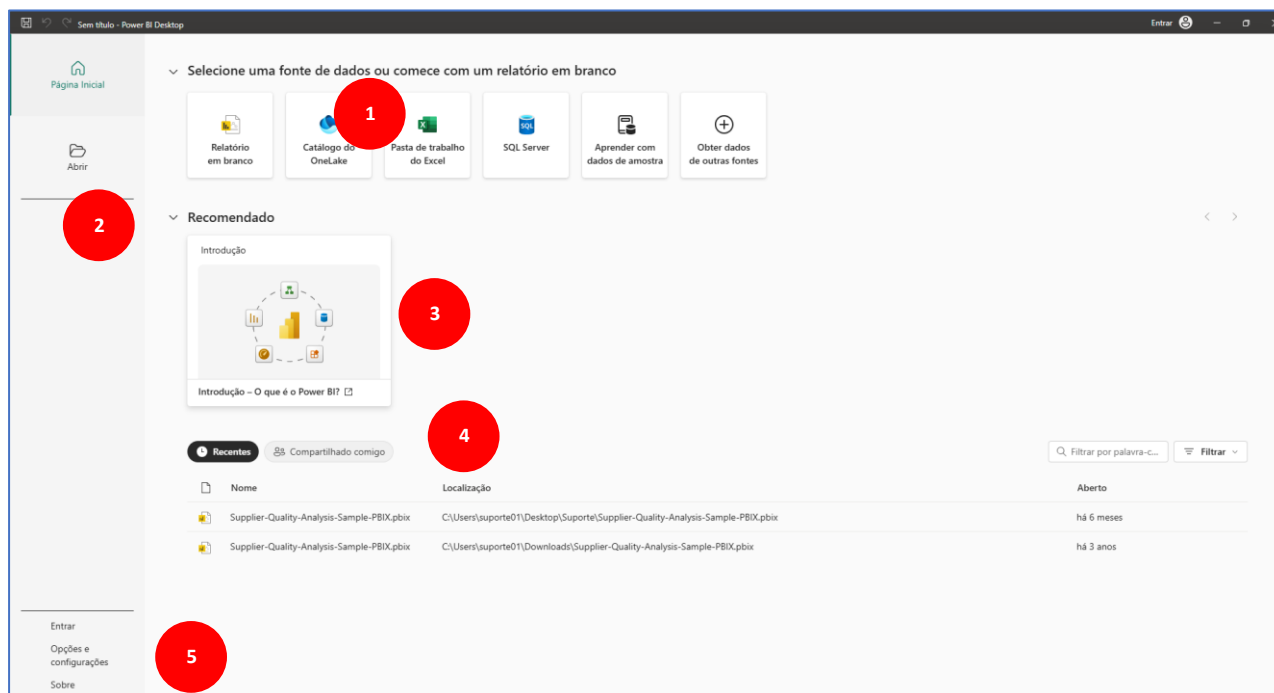 Sem título - Power BI Desktop
Entrar
Página Inicial
Abrir
Selecione uma fonte de dados ou comece com um relatório em branco
1
Relatório
em branco
Catálogo do
OneLake
Pasta de trabalho
do Excel
SQL
SQL Server
Aprender com
dados de amostra
Obter dados
de outras fontes
2
Recomendado
Introdução
3
Introdução – O que é o Power BI?
4
Recentes
Compartilhado comigo
Filtrar por palavra-c...
Filtrar
Nome Localização Aberto
Supplier-Quality-Analysis-Sample-PBIX.pbix C:\Users\suporte01\Desktop\Suporte\Supplier-Quality-Analysis-Sample-PBIX.pbix há 6 meses
Supplier-Quality-Analysis-Sample-PBIX.pbix C:\Users\suporte01\Downloads\Supplier-Quality-Analysis-Sample-PBIX.pbix há 3 anos
Entrar
Opções e
configurações
5
Sobre